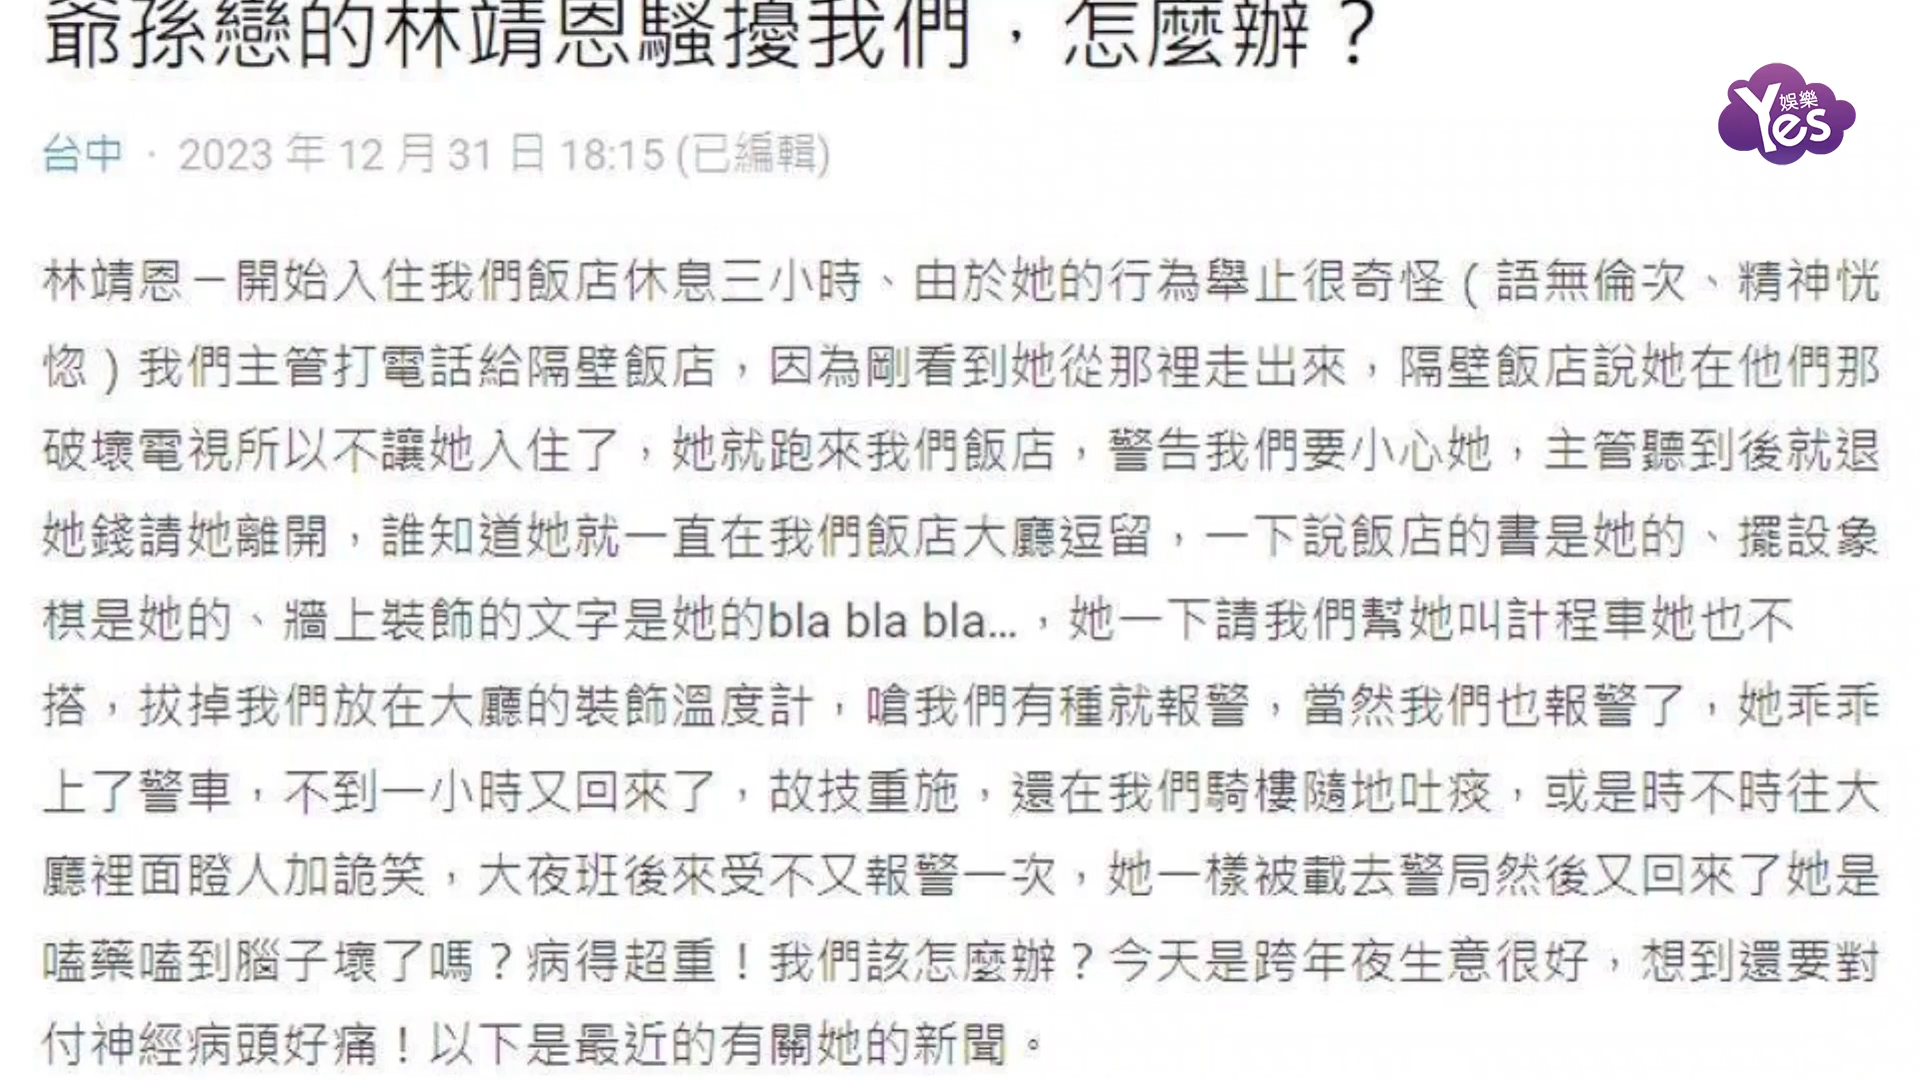 爺孫戀的林靖恩騷擾我們，怎麼辦？
娛樂
Yes
台中 · 2023 年 12 月 31 日 18:15 (已編輯)
林靖恩一開始入住我們飯店休息三小時、由於她的行為舉止很奇怪（語無倫次、精神恍
惚）我們主管打電話給隔壁飯店，因為剛看到她從那裡走出來，隔壁飯店說她在他們那
破壞電視所以不讓她入住了，她就跑來我們飯店，警告我們要小心她，主管聽到後就退
她錢請她離開，誰知道她就一直在我們飯店大廳逗留，一下說飯店的書是她的、擺設象
棋是她的、牆上裝飾的文字是她的bla bla bla...，她一下請我們幫她叫計程車她也不
搭，拔掉我們放在大廳的裝飾溫度計，嗆我們有種就報警，當然我們也報警了，她乖乖
上了警車，不到一小時又回來了，故技重施，還在我們騎樓隨地吐痰，或是時不時往大
廳裡面瞪人加詭笑，大夜班後來受不又報警一次，她一樣被載去警局然後又回來了她是
嗑藥嗑到腦子壞了嗎？病得超重！我們該怎麼辦？今天是跨年夜生意很好，想到還要對
付神經病頭好痛！以下是最近的有關她的新聞。